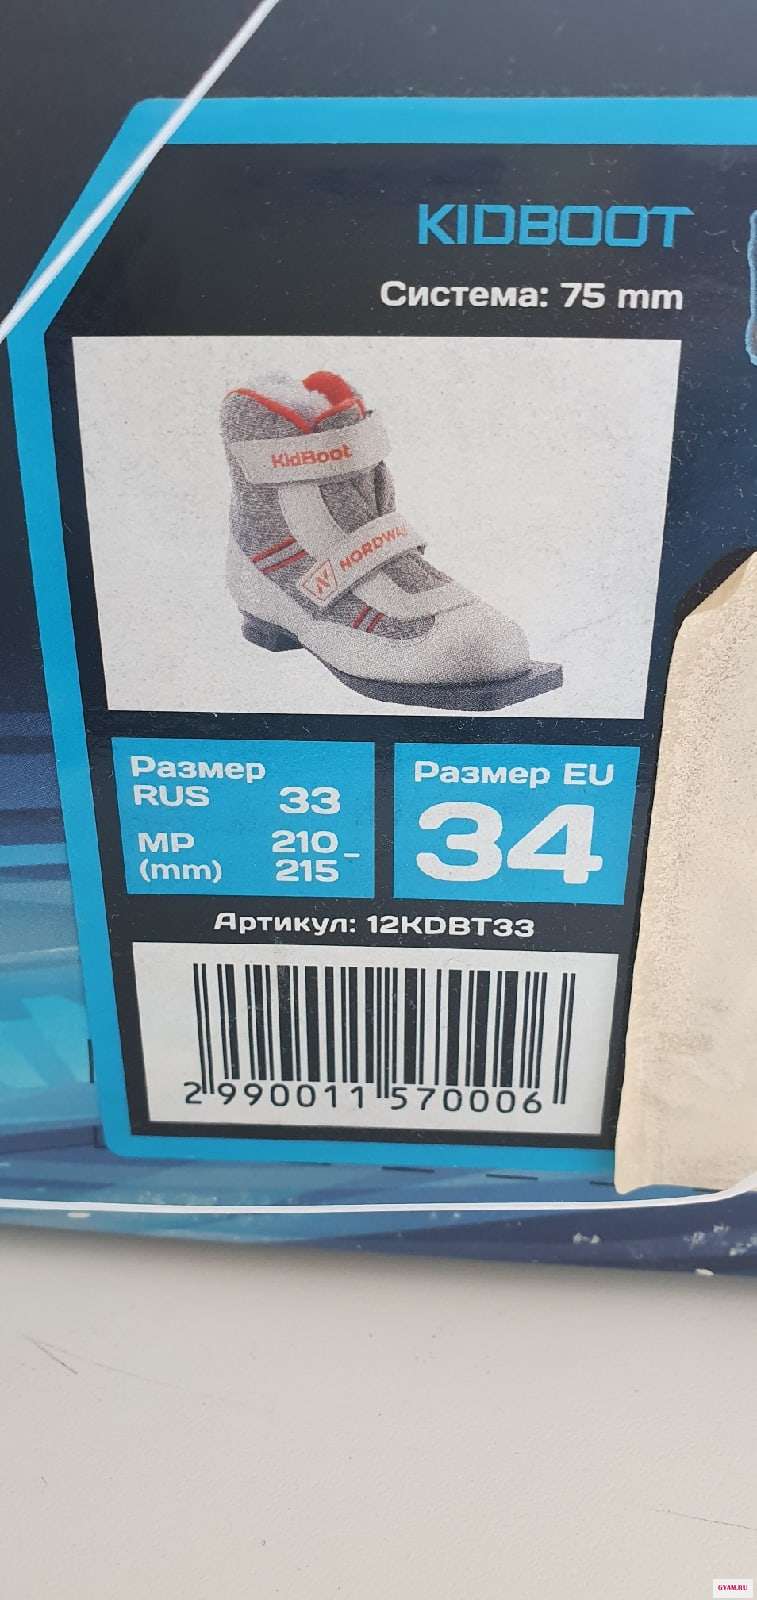 KIDBOOT
Система: 75 mm
KidBoot
Размер
RUS 33
MP 210–
(mm) 215
Размер EU
34
Артикул: 12KDBT33
2 990011 570006
GYAM.RU